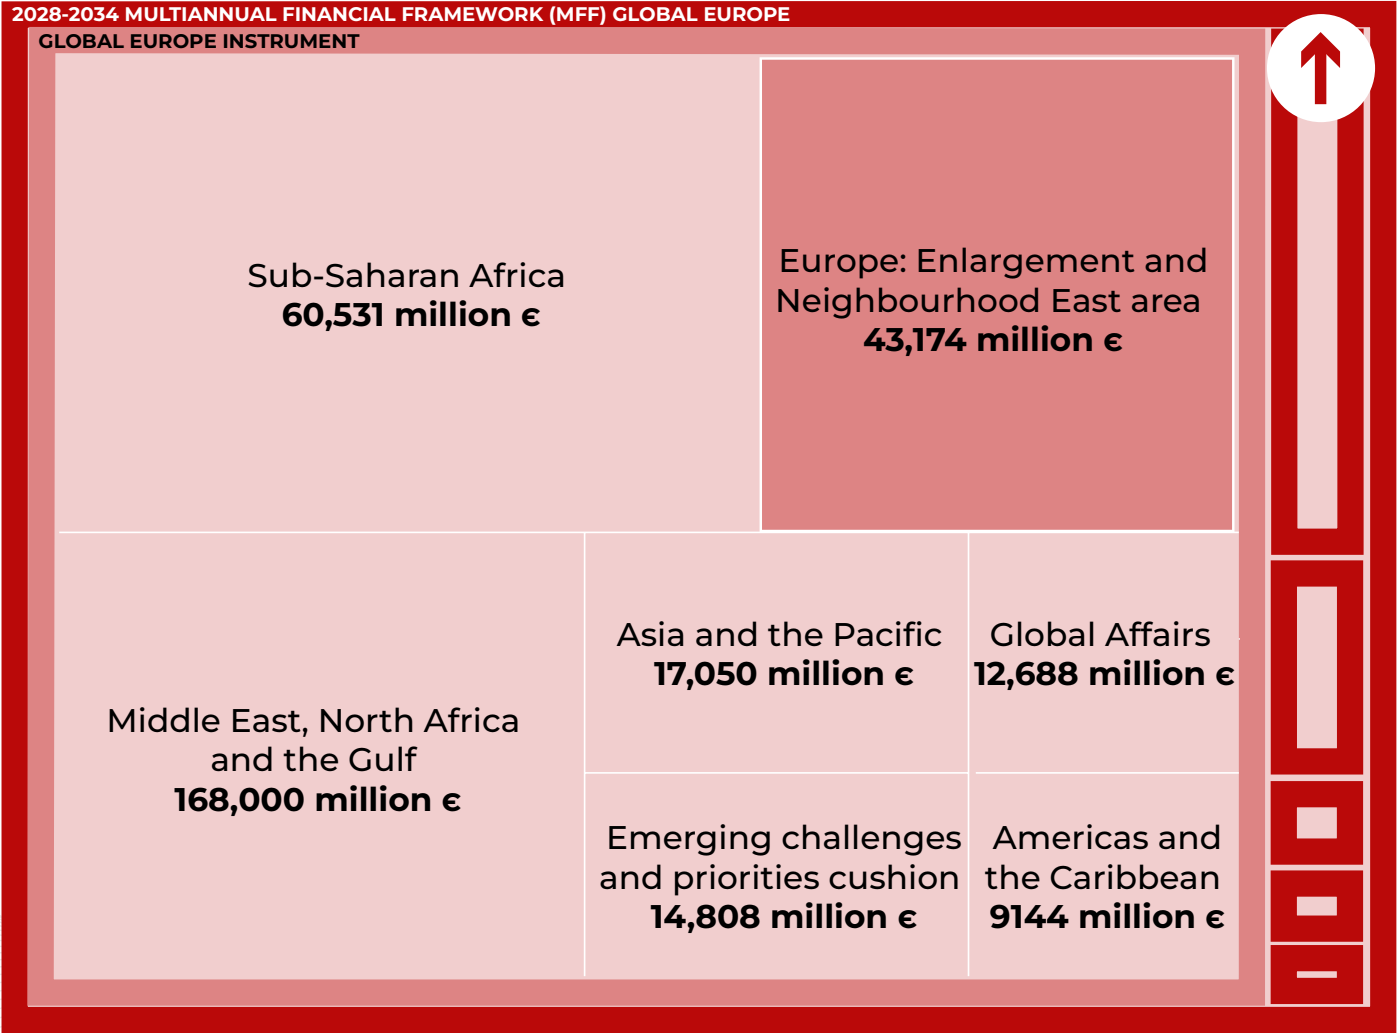 2028-2034 MULTIANNUAL FINANCIAL FRAMEWORK (MFF) GLOBAL EUROPE
GLOBAL EUROPE INSTRUMENT
Sub-Saharan Africa
60,531 million €
Europe: Enlargement and
Neighbourhood East area
43,174 million €
Middle East, North Africa
and the Gulf
168,000 million €
Asia and the Pacific
17,050 million €
Global Affairs
12,688 million €
Emerging challenges
and priorities cushion
14,808 million €
Americas and
the Caribbean
9144 million €